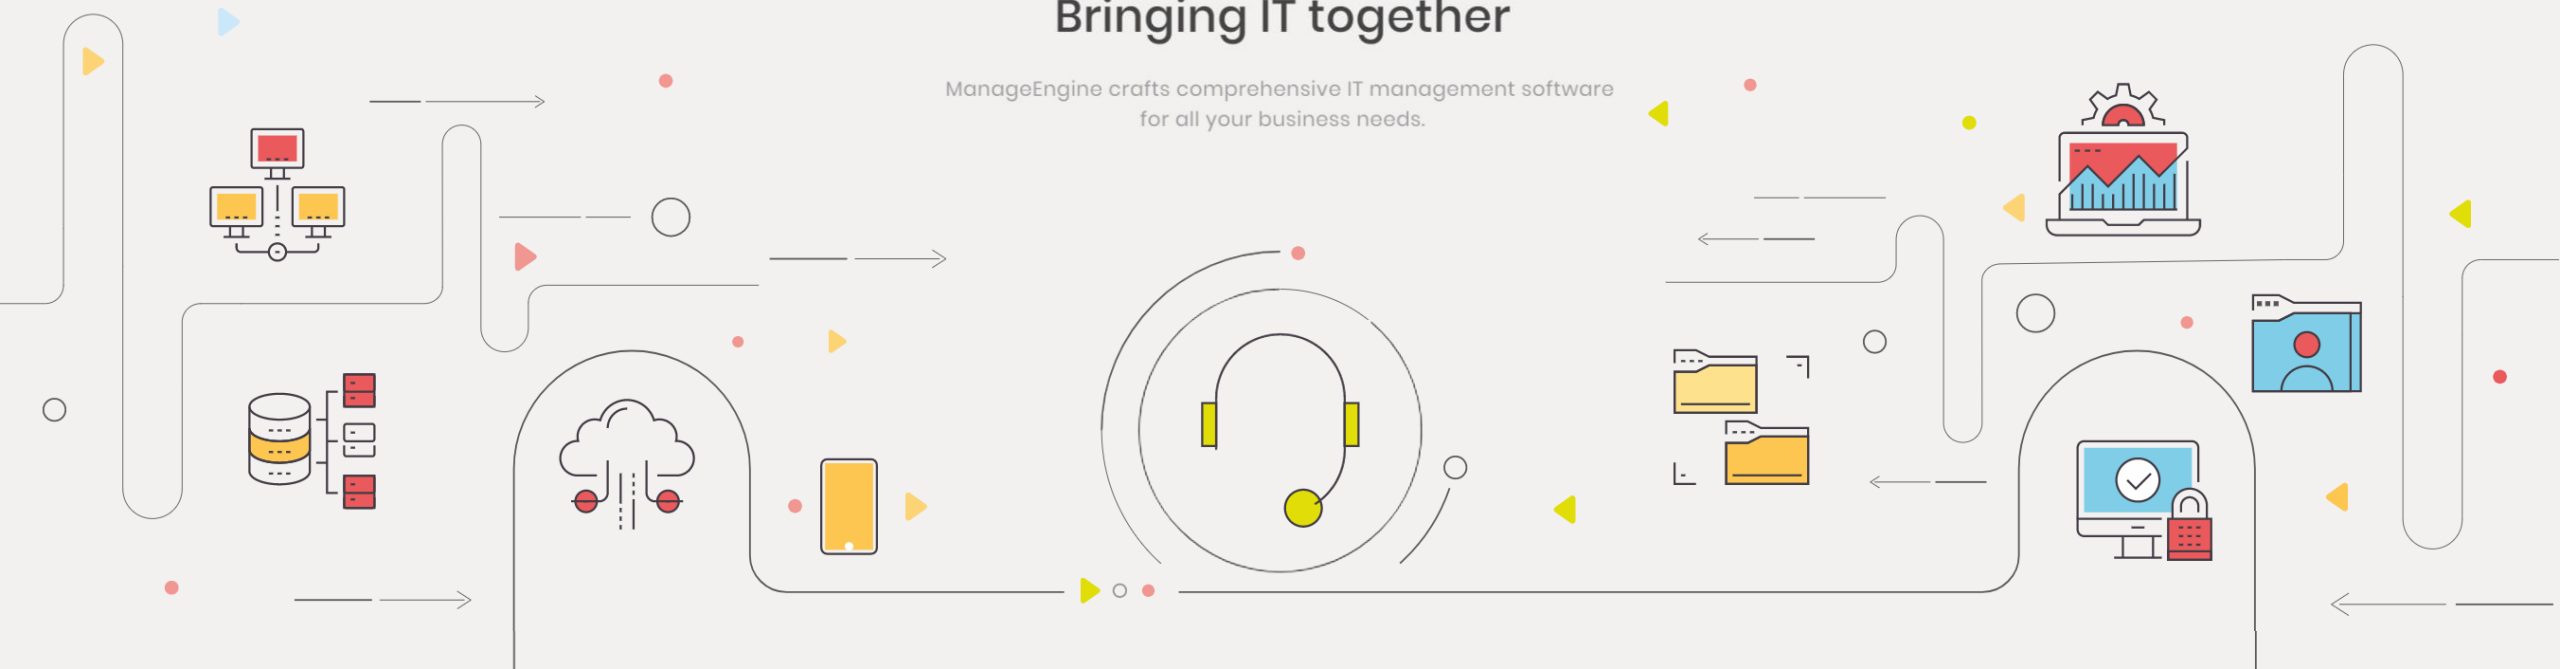 Bringing IT together
ManageEngine crafts comprehensive IT management software
for all your business needs.